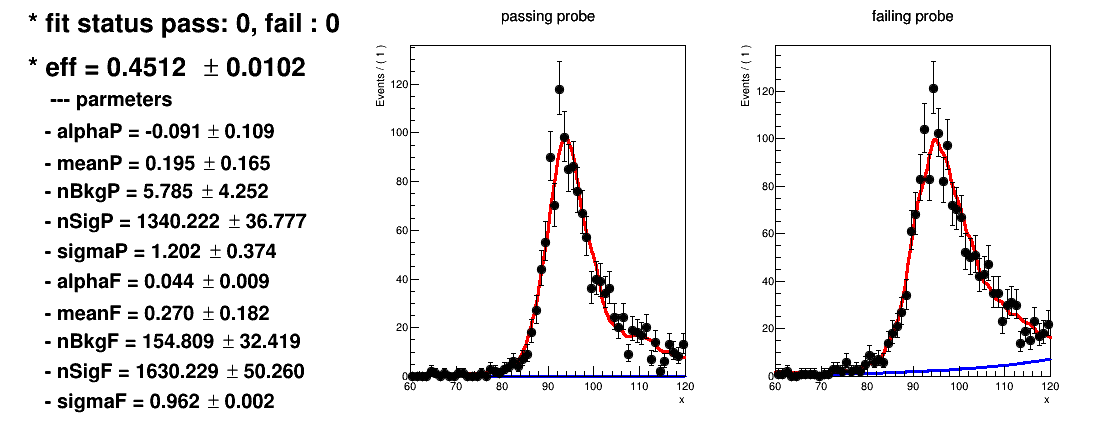 * fit status pass: 0, fail : 0
* eff = 0.4512 ± 0.0102
--- parmeters
- alphaP = -0.091 ± 0.109
- meanP = 0.195 ± 0.165
- nBkgP = 5.785 ± 4.252
- nSigP = 1340.222 ± 36.777
- sigmaP = 1.202 ± 0.374
- alphaF = 0.044 ± 0.009
- meanF = 0.270 ± 0.182
- nBkgF = 154.809 ± 32.419
- nSigF = 1630.229 ± 50.260
- sigmaF = 0.962 ± 0.002
passing probe
Events / ( 1 )
120
100
80
60
40
20
0
60 70 80 90 100 110 120
x
failing probe
Events / ( 1 )
120
100
80
60
40
20
0
60 70 80 90 100 110 120
x